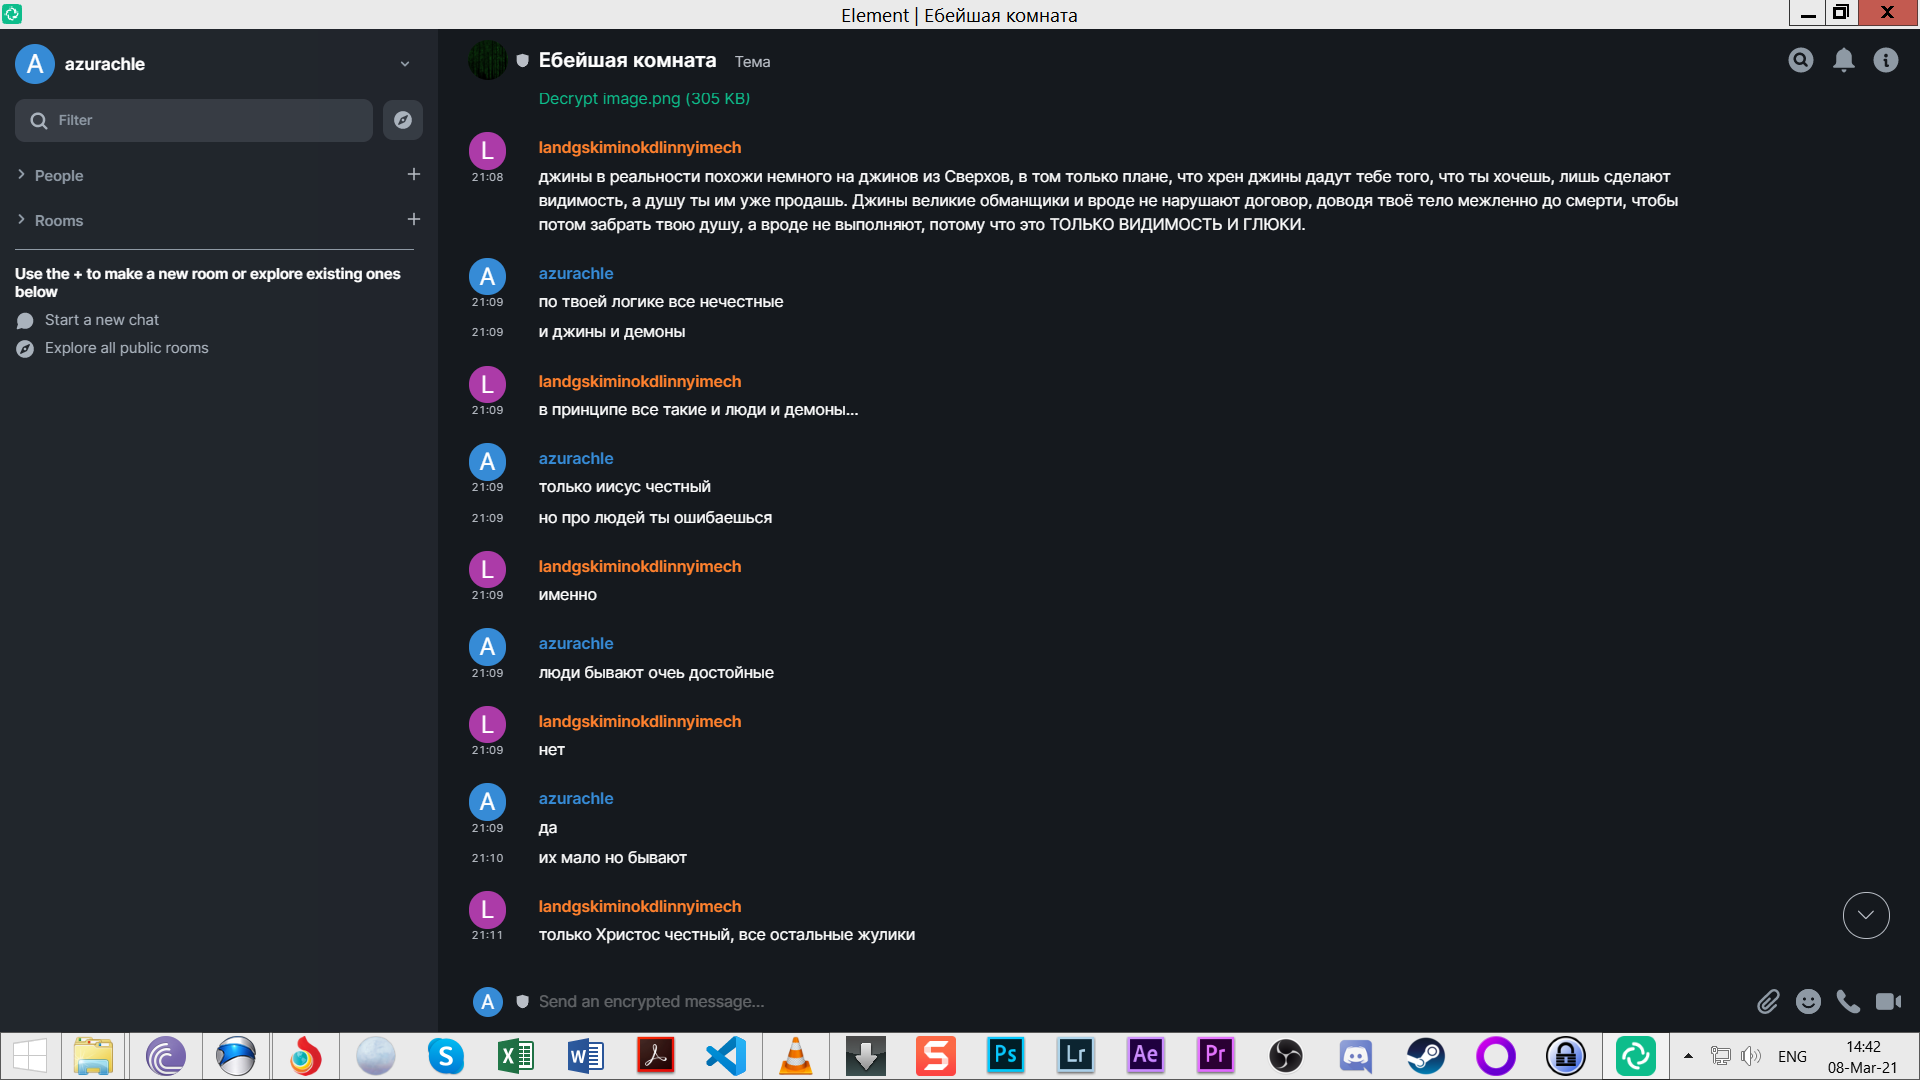 Element | Ебейшая комната
A azurachle
Filter
People
Rooms
Use the + to make a new room or explore existing ones
below
Start a new chat
Explore all public rooms
Ебейшая комната Тема
Decrypt image.png (305 KB)
L landgskiminokdlinnyimech
21:08 джины в реальности похожи немного на джинов из Сверхов, в том только плане, что хрен джины дадут тебе того, что ты хочешь, лишь сделают
видимость, а душу ты им уже продашь. Джины великие обманщики и вроде не нарушают договор, доводя твоё тело межленно до смерти, чтобы
потом забрать твою душу, а вроде не выполняют, потому что это ТОЛЬКО ВИДИМОСТЬ И ГЛЮКИ.
A azurachle
21:09 по твоей логике все нечестные
21:09 и джины и демоны
L landgskiminokdlinnyimech
21:09 в принципе все такие и люди и демоны...
A azurachle
21:09 только иисус честный
21:09 но про людей ты ошибаешься
L landgskiminokdlinnyimech
21:09 именно
A azurachle
21:09 люди бывают очеь достойные
L landgskiminokdlinnyimech
21:09 нет
A azurachle
21:09 да
21:10 их мало но бывают
L landgskiminokdlinnyimech
21:11 только Христос честный, все остальные жулики
A Send an encrypted message...
S X W S Ps Lr Ae Pr ENG 14:42
08-Mar-21